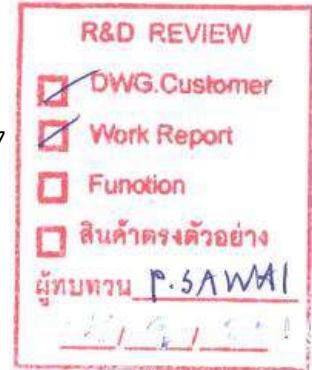 R&D REVIEW
DWG.Customer
Work Report
Funotion
สินค้าตรงตัวอย่าง
ผู้ทบทวน P.SAWAI